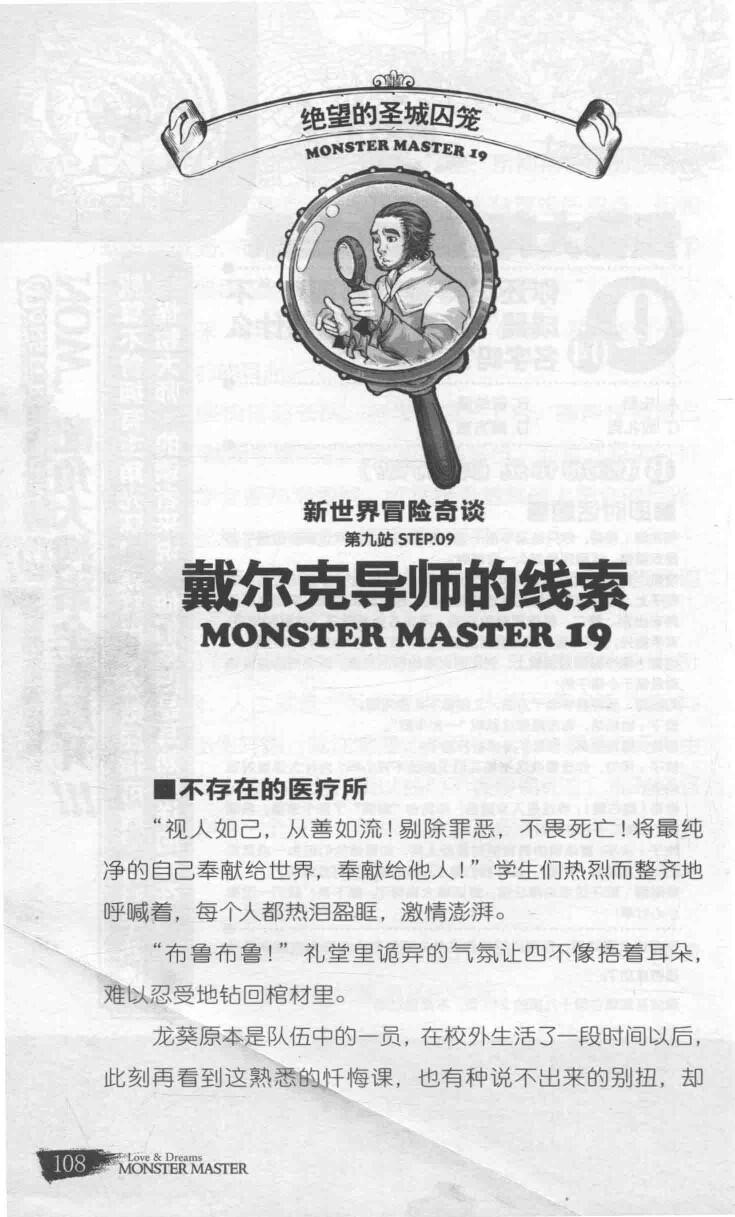 绝望的圣城囚笼
MONSTER MASTER 19
新世界冒险奇谈
第九站 STEP.09
戴尔克导师的线索
MONSTER MASTER 19
■不存在的医疗所
“视人如己，从善如流！剔除罪恶，不畏死亡！将最纯
净的自己奉献给世界，奉献给他人！”学生们热烈而整齐地
呼喊着，每个人都热泪盈眶，激情澎湃。
“布鲁布鲁！”礼堂里诡异的气氛让四不像捂着耳朵，
难以忍受地钻回棺材里。
龙葵原本是队伍中的一员，在校外生活了一段时间以后，
此刻再看到这熟悉的忏悔课，也有种说不出来的别扭，却
108
Love & Dreams
MONSTER MASTER